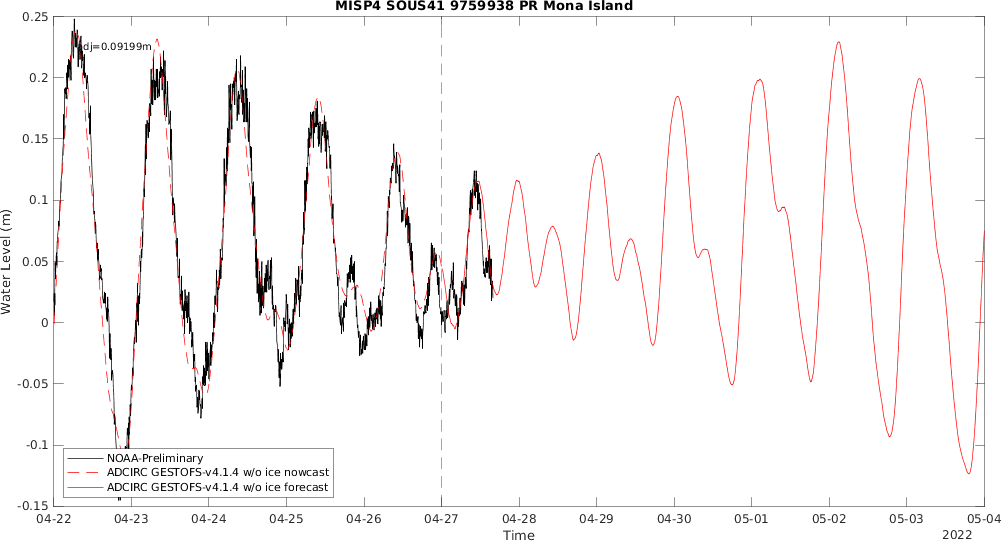 MISP4 SOUS41 9759938 PR Mona Island
dj=0.09199m
Water Level (m)
0.25
0.2
0.15
0.1
0.05
0
-0.05
-0.1
-0.15
NOAA-Preliminary
ADCIRC GESTOFS-v4.1.4 w/o ice nowcast
ADCIRC GESTOFS-v4.1.4 w/o ice forecast
04-22 04-23 04-24 04-25 04-26 04-27 04-28 04-29 04-30 05-01 05-02 05-03 05-04
Time
2022